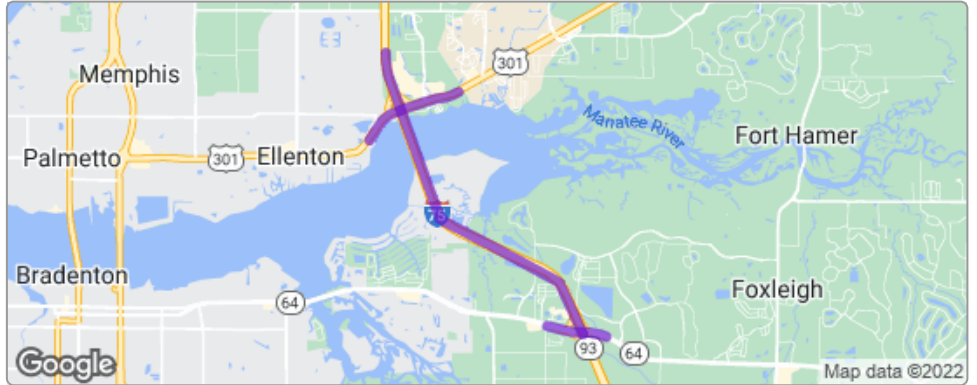 301
Memphis
Manatee River
Fort Hamer
Palmetto
301
Ellenton
75
Bradenton
64
Foxleigh
93
64
Google
Map data ©2022